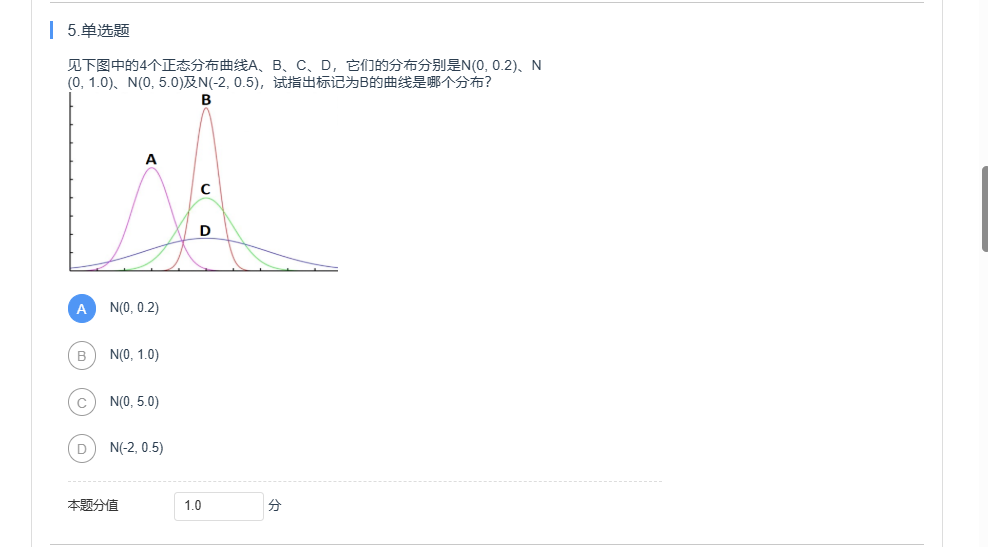 5.单选题
见下图中的4个正态分布曲线A、B、C、D，它们的分布分别是N(0, 0.2)、N
(0, 1.0)、N(0, 5.0)及N(-2, 0.5)，试指出标记为B的曲线是哪个分布？
B
A
C
D
A N(0, 0.2)
B N(0, 1.0)
C N(0, 5.0)
D N(-2, 0.5)
本题分值 1.0 分